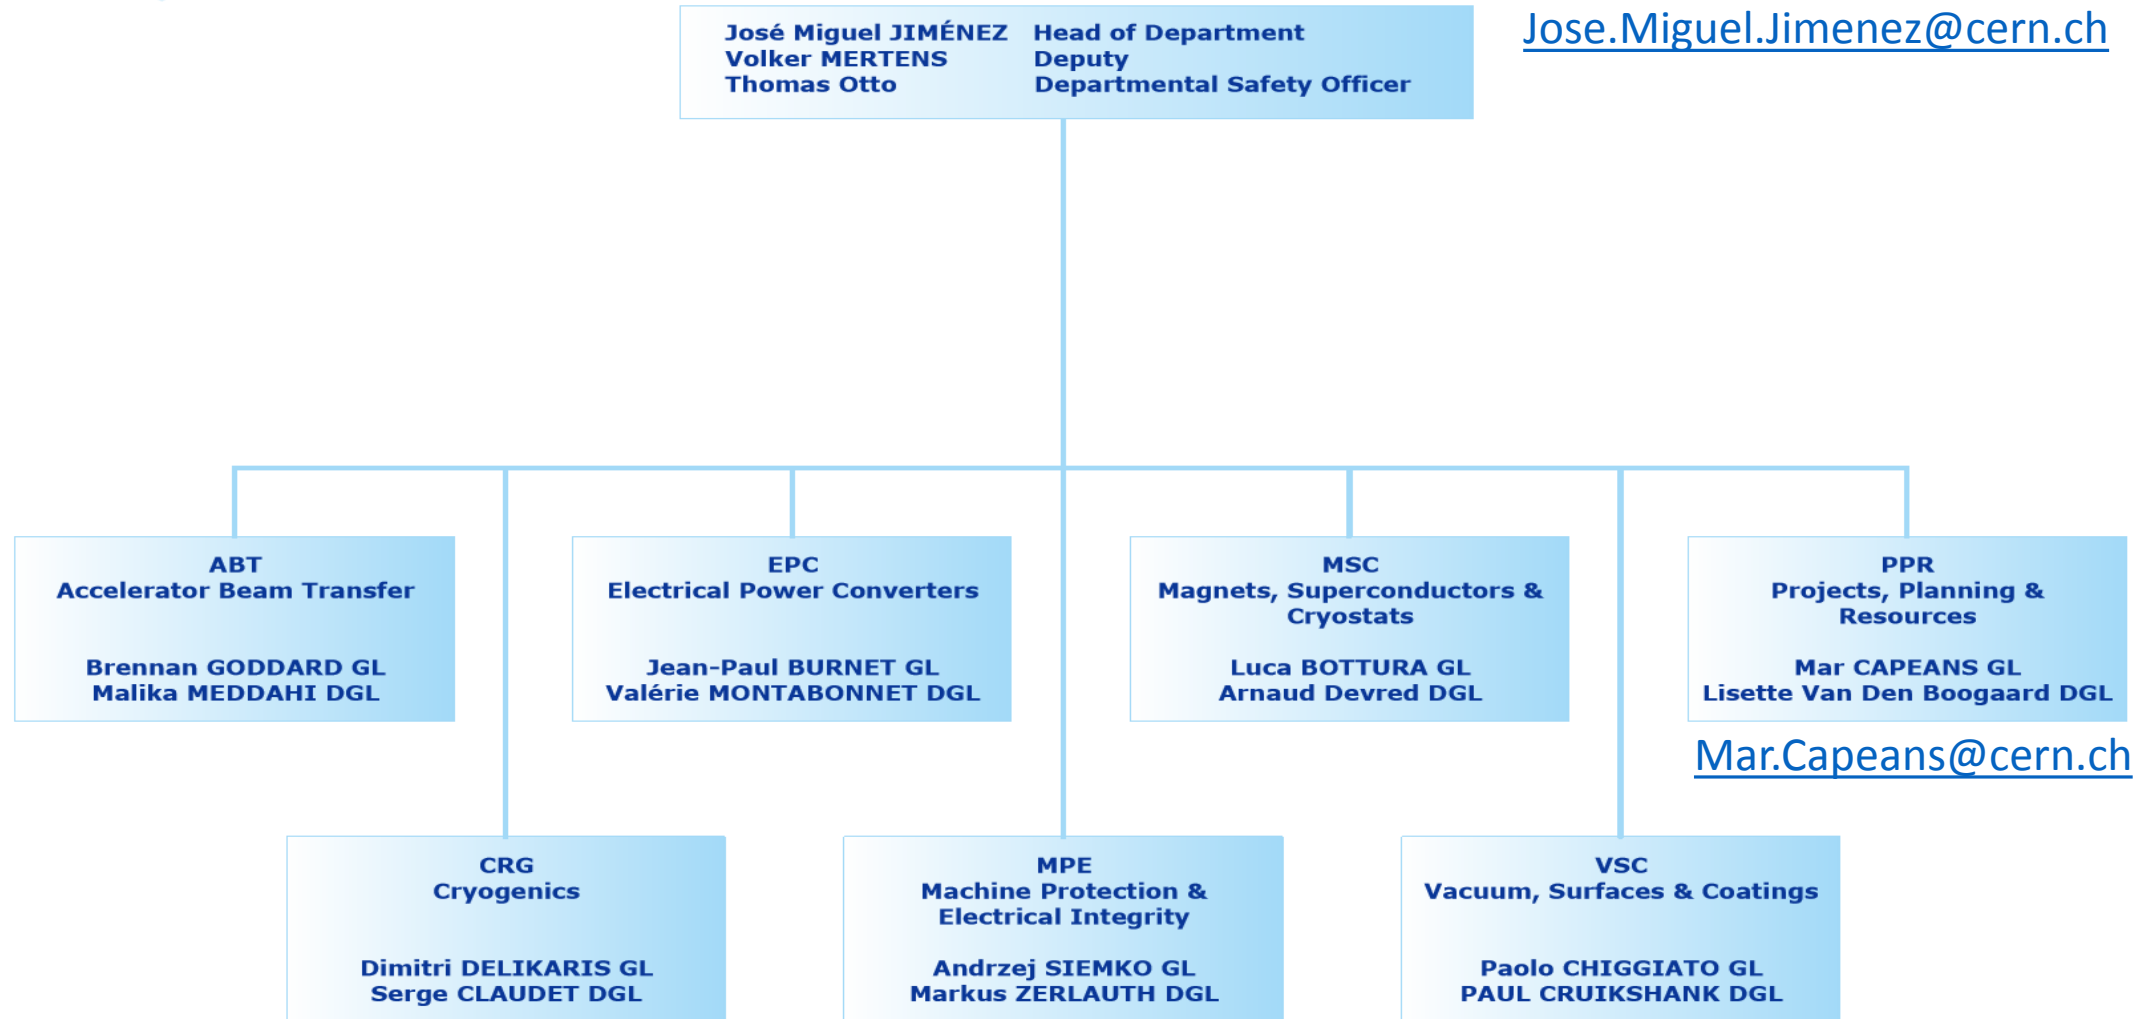 José Miguel JIMÉNEZ Head of Department
Volker MERTENS Deputy
Thomas Otto Departmental Safety Officer
Jose.Miguel.Jimenez@cern.ch
ABT
Accelerator Beam Transfer
Brennan GODDARD GL
Malika MEDDAHI DGL
EPC
Electrical Power Converters
Jean-Paul BURNET GL
Valérie MONTABONNET DGL
MSC
Magnets, Superconductors &
Cryostats
Luca BOTTURA GL
Arnaud Devred DGL
PPR
Projects, Planning &
Resources
Mar CAPEANS GL
Lisette Van Den Boogaard DGL
Mar.Capeans@cern.ch
CRG
Cryogenics
Dimitri DELIKARIS GL
Serge CLAUDET DGL
MPE
Machine Protection &
Electrical Integrity
Andrzej SIEMKO GL
Markus ZERLAUTH DGL
VSC
Vacuum, Surfaces & Coatings
Paolo CHIGGIATO GL
PAUL CRUIKSHANK DGL